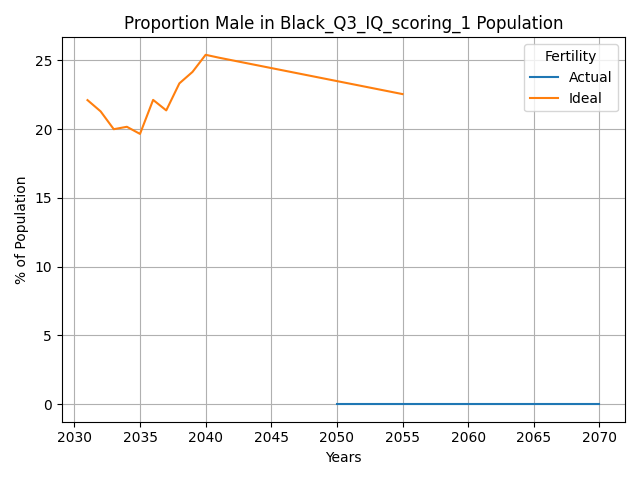 Proportion Male in Black_Q3_IQ_scoring_1 Population
% of Population
25
20
15
10
5
0
Fertility
Actual
Ideal
2030 2035 2040 2045 2050 2055 2060 2065 2070
Years